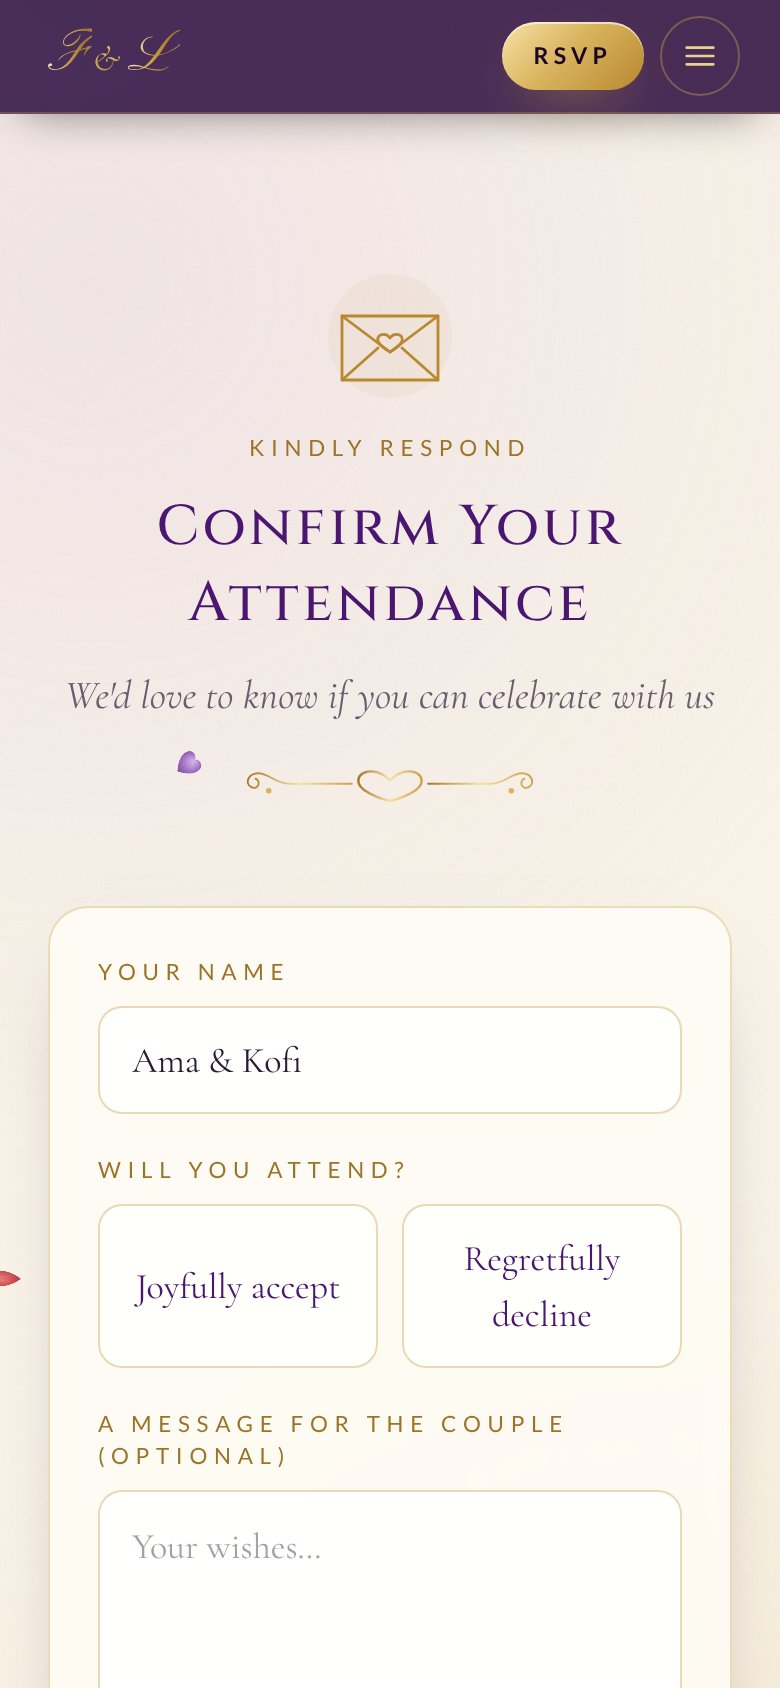 F & L
RSVP
KINDLY RESPOND
Confirm Your
Attendance
We'd love to know if you can celebrate with us
YOUR NAME
Ama & Kofi
WILL YOU ATTEND?
Joyfully accept
Regretfully
decline
A MESSAGE FOR THE COUPLE
(OPTIONAL)
Your wishes...